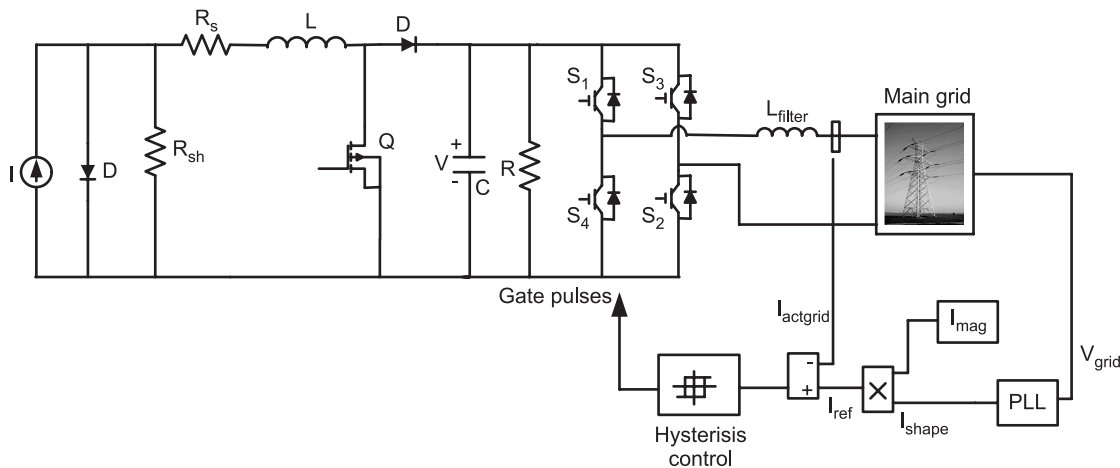 R_s
L
D
I
D
R_sh
Q
+
V
-
C
R
S_1
S_3
S_4
S_2
L_filter
Main grid
Gate pulses
I_actgrid
I_mag
V_grid
-
+
I_ref
×
I_shape
PLL
Hysterisis
control